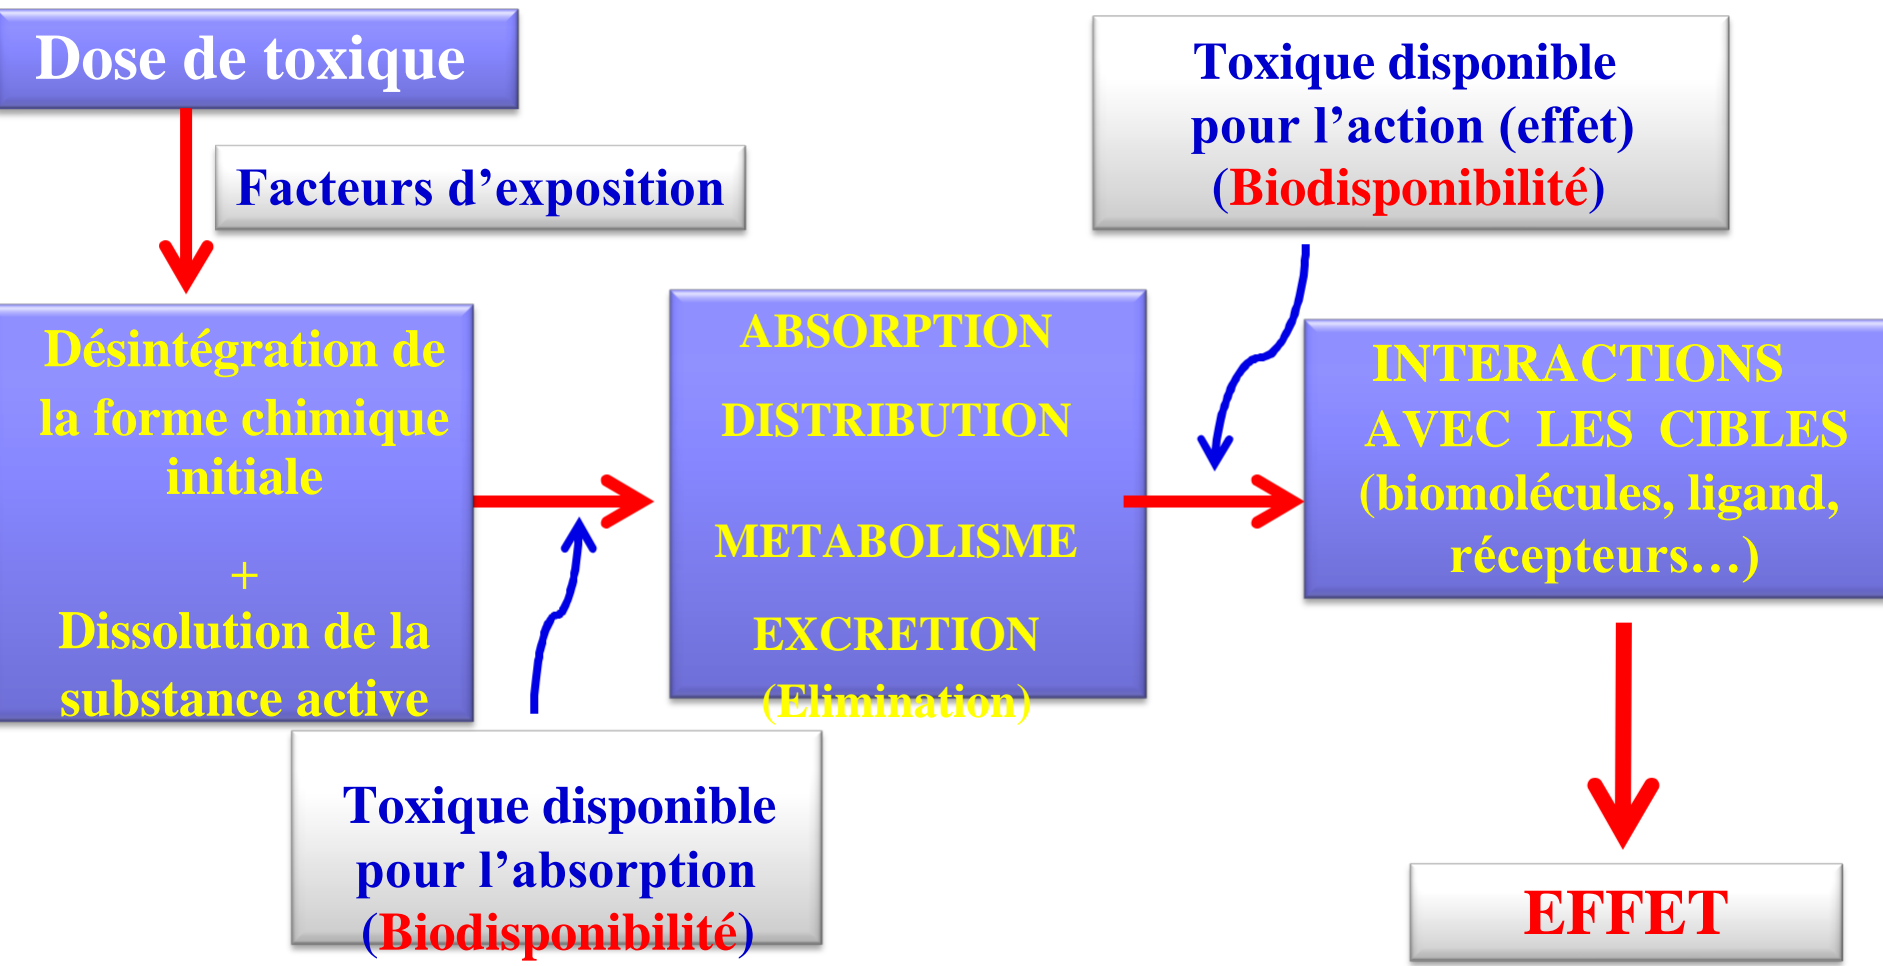 Dose de toxique
Facteurs d’exposition
Toxique disponible
pour l’action (effet)
(Biodisponibilité)
Désintégration de
la forme chimique
initiale
+
Dissolution de la
substance active
ABSORPTION
DISTRIBUTION
METABOLISME
EXCRETION
(Elimination)
INTERACTIONS
AVEC LES CIBLES
(biomolécules, ligand,
récepteurs…)
Toxique disponible
pour l’absorption
(Biodisponibilité)
EFFET